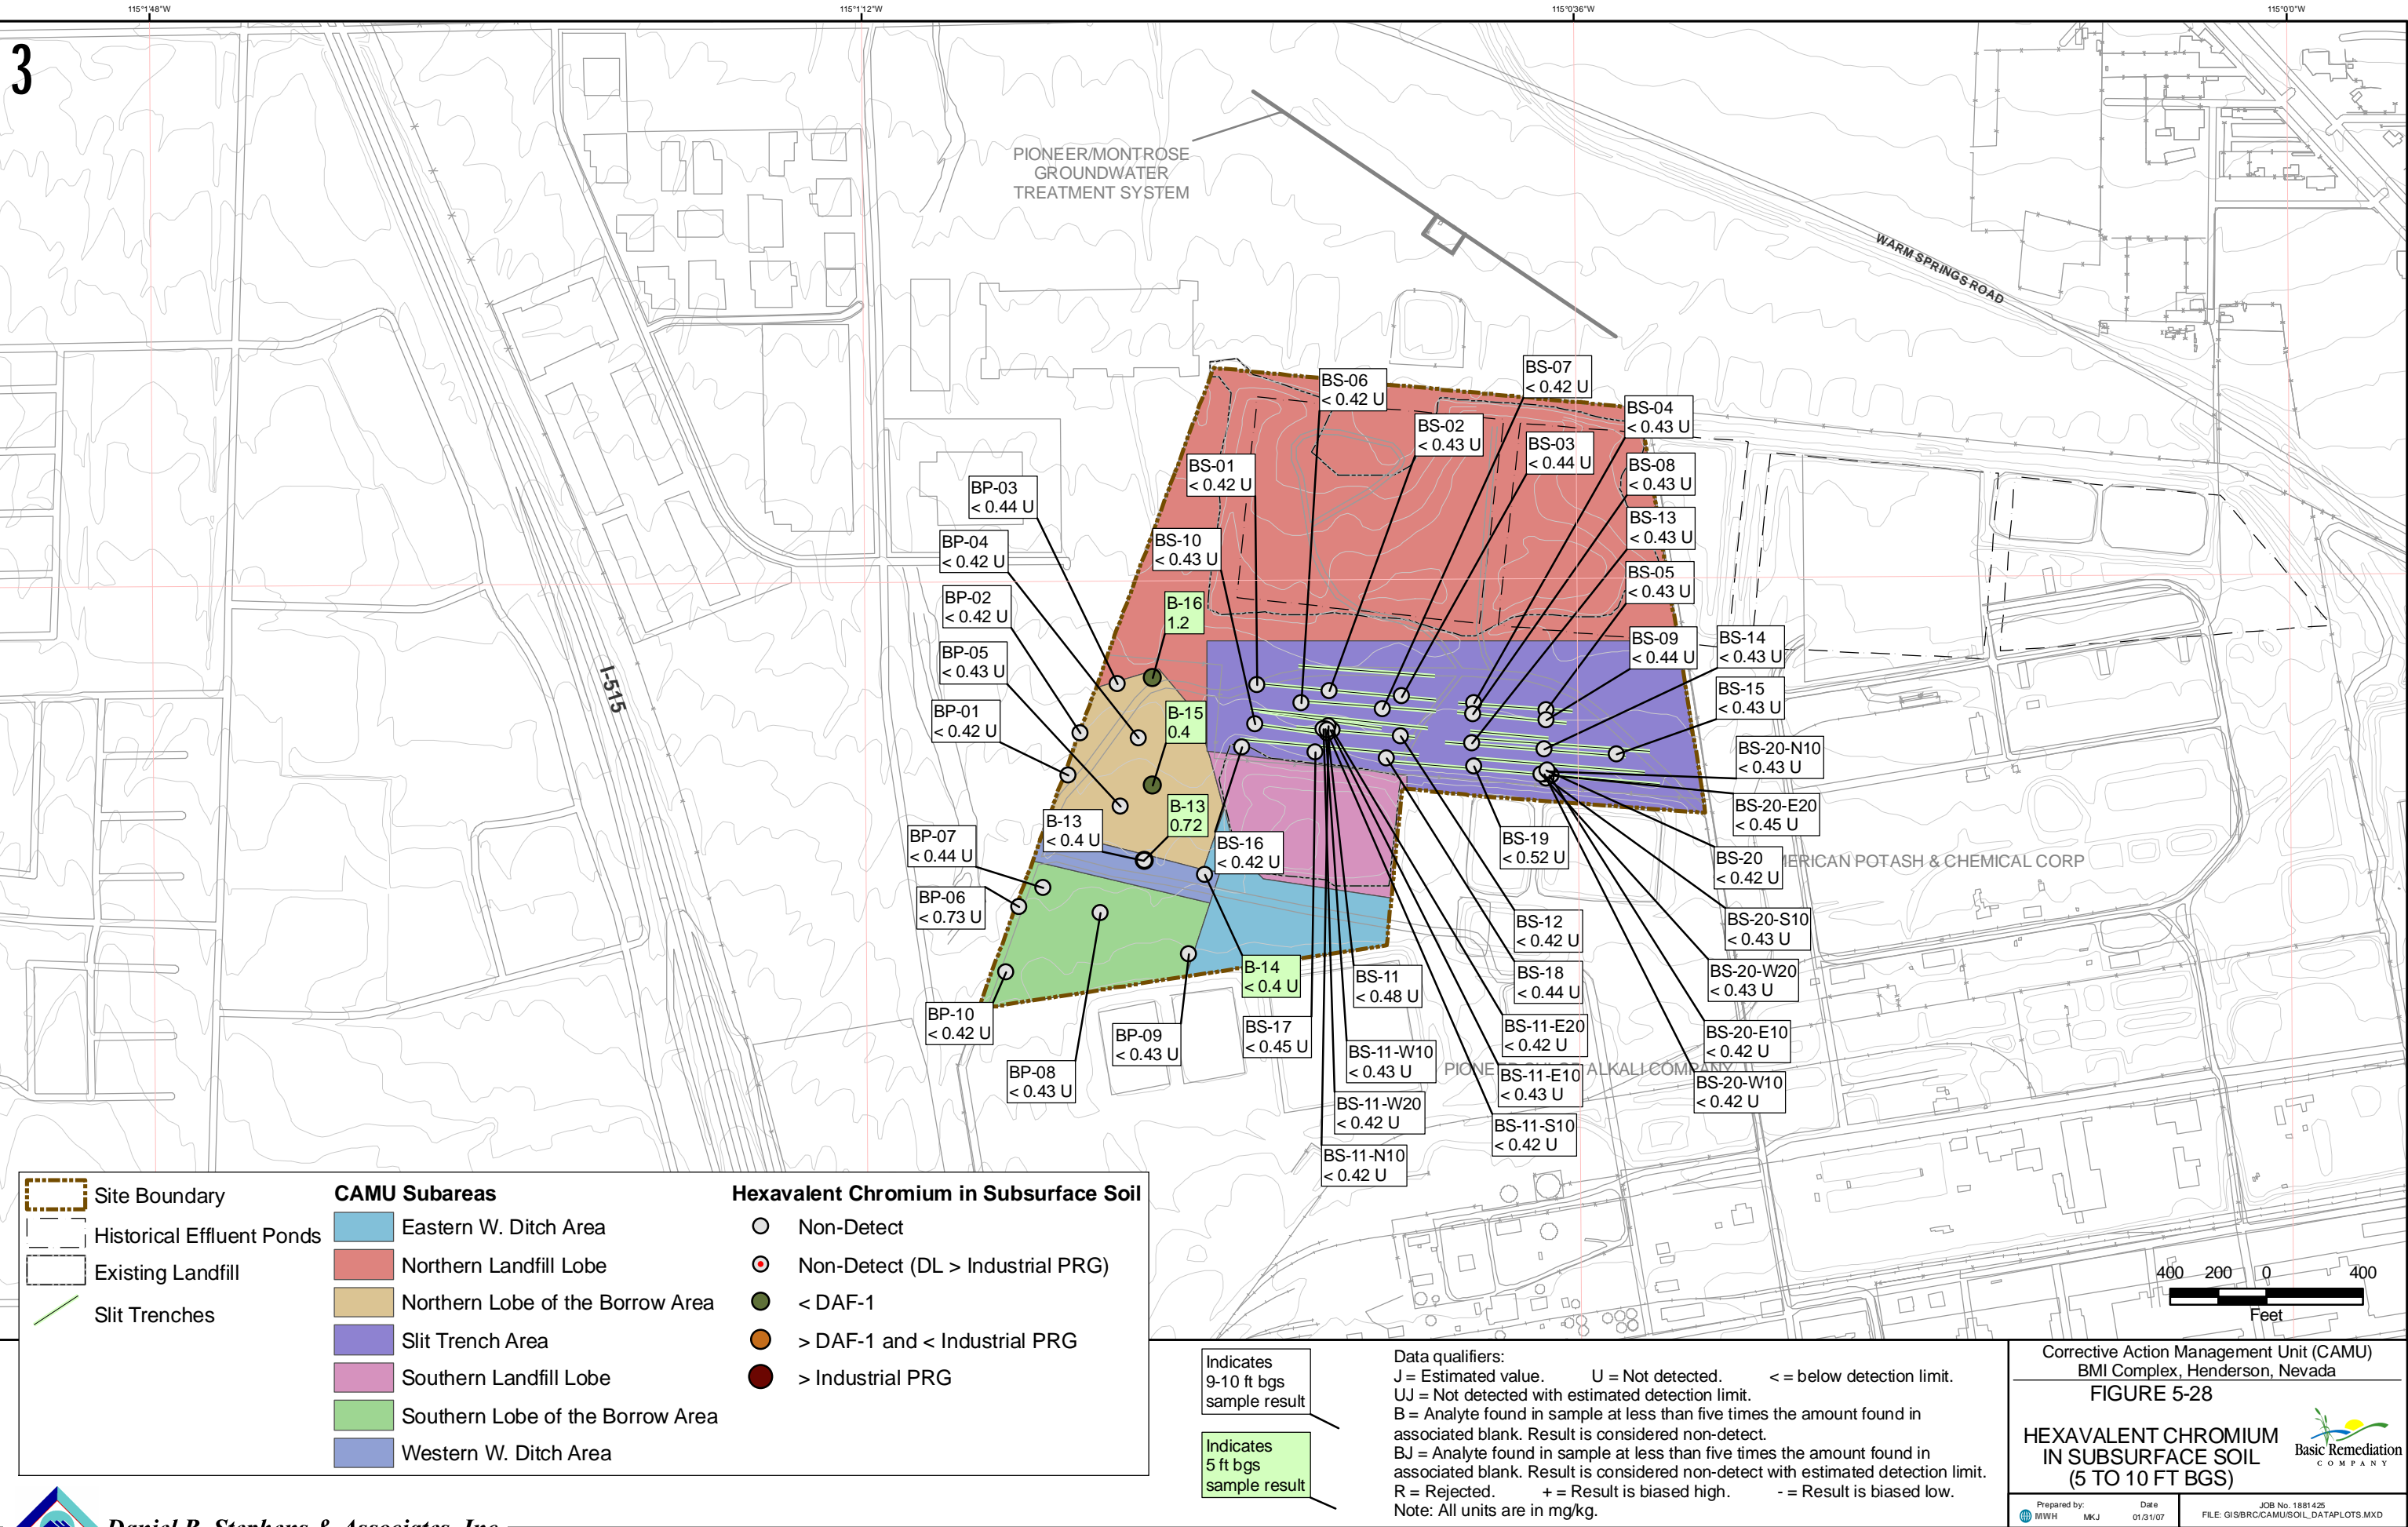 115°1'48"W
115°1'12"W
115°0'36"W
115°0'0"W
3
PIONEER/MONTROSE
GROUNDWATER
TREATMENT SYSTEM
WARM SPRINGS ROAD
I-515
BS-06
< 0.42 U
BS-07
< 0.42 U
BS-02
< 0.43 U
BS-04
< 0.43 U
BS-03
< 0.44 U
BS-01
< 0.42 U
BS-08
< 0.43 U
BP-03
< 0.44 U
BS-13
< 0.43 U
BS-10
< 0.43 U
BP-04
< 0.42 U
BS-05
< 0.43 U
BP-02
< 0.42 U
B-16
1.2
BS-09
< 0.44 U
BS-14
< 0.43 U
BP-05
< 0.43 U
BS-15
< 0.43 U
BP-01
< 0.42 U
B-15
0.4
BS-20-N10
< 0.43 U
B-13
0.72
BS-20-E20
< 0.45 U
B-13
< 0.4 U
BP-07
< 0.44 U
BS-16
< 0.42 U
BS-19
< 0.52 U
BS-20
< 0.42 U
MERICAN POTASH & CHEMICAL CORP
BP-06
< 0.73 U
BS-12
< 0.42 U
BS-20-S10
< 0.43 U
B-14
< 0.4 U
BS-11
< 0.48 U
BS-18
< 0.44 U
BS-20-W20
< 0.43 U
BP-10
< 0.42 U
BP-09
< 0.43 U
BS-17
< 0.45 U
BS-11-E20
< 0.42 U
BS-20-E10
< 0.42 U
BS-11-W10
< 0.43 U
BP-08
< 0.43 U
PIONE
ALKALI COMPANY
BS-11-E10
< 0.43 U
BS-20-W10
< 0.42 U
BS-11-W20
< 0.42 U
BS-11-S10
< 0.42 U
BS-11-N10
< 0.42 U
Site Boundary
Historical Effluent Ponds
Existing Landfill
Slit Trenches
CAMU Subareas
Eastern W. Ditch Area
Northern Landfill Lobe
Northern Lobe of the Borrow Area
Slit Trench Area
Southern Landfill Lobe
Southern Lobe of the Borrow Area
Western W. Ditch Area
Hexavalent Chromium in Subsurface Soil
Non-Detect
Non-Detect (DL > Industrial PRG)
< DAF-1
> DAF-1 and < Industrial PRG
> Industrial PRG
400 200 0 400
Feet
Indicates
9-10 ft bgs
sample result
Indicates
5 ft bgs
sample result
Data qualifiers:
J = Estimated value. U = Not detected. < = below detection limit.
UJ = Not detected with estimated detection limit.
B = Analyte found in sample at less than five times the amount found in
associated blank. Result is considered non-detect.
BJ = Analyte found in sample at less than five times the amount found in
associated blank. Result is considered non-detect with estimated detection limit.
R = Rejected. + = Result is biased high. - = Result is biased low.
Note: All units are in mg/kg.
Corrective Action Management Unit (CAMU)
BMI Complex, Henderson, Nevada
FIGURE 5-28
HEXAVALENT CHROMIUM
IN SUBSURFACE SOIL
(5 TO 10 FT BGS)
Basic Remediation
COMPANY
Prepared by:
MWH MKJ
Date
01/31/07
JOB No. 1881425
FILE: GIS/BRC/CAMU/SOIL_DATAPLOTS.MXD
Daniel B. Stephens & Associates, Inc.